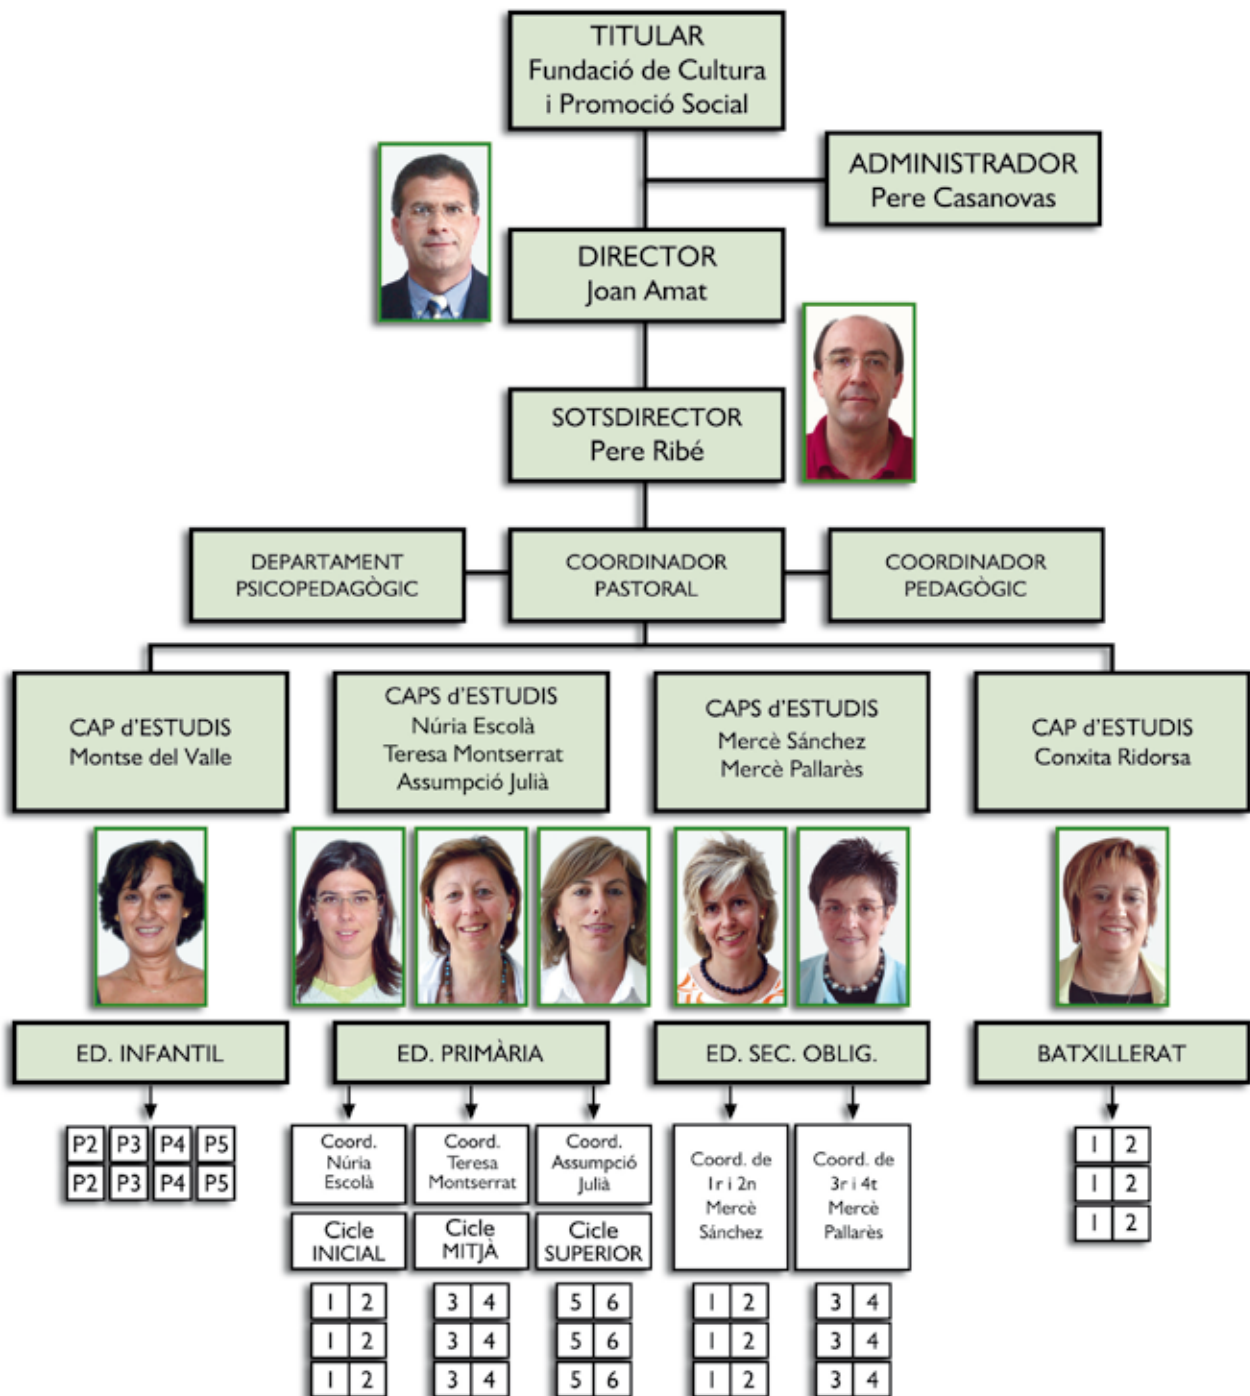 TITULAR
Fundació de Cultura
i Promoció Social
ADMINISTRADOR
Pere Casanovas
DIRECTOR
Joan Amat
SOTSDIRECTOR
Pere Ribé
DEPARTAMENT
PSICOPEDAGÒGIC
COORDINADOR
PASTORAL
COORDINADOR
PEDAGÒGIC
CAP d'ESTUDIS
Montse del Valle
CAPS d'ESTUDIS
Núria Escolà
Teresa Montserrat
Assumpció Julià
CAPS d'ESTUDIS
Mercè Sánchez
Mercè Pallarès
CAP d'ESTUDIS
Conxita Ridorsa
ED. INFANTIL
ED. PRIMÀRIA
ED. SEC. OBLIG.
BATXILLERAT
P2 P3 P4 P5
P2 P3 P4 P5
Coord.
Núria
Escolà
Cicle
INICIAL
1 2
1 2
1 2
Coord.
Teresa
Montserrat
Cicle
MITJÀ
3 4
3 4
3 4
Coord.
Assumpció
Julià
Cicle
SUPERIOR
5 6
5 6
5 6
Coord. de
1r i 2n
Mercè
Sánchez
1 2
1 2
1 2
Coord. de
3r i 4t
Mercè
Pallarès
3 4
3 4
3 4
1 2
1 2
1 2